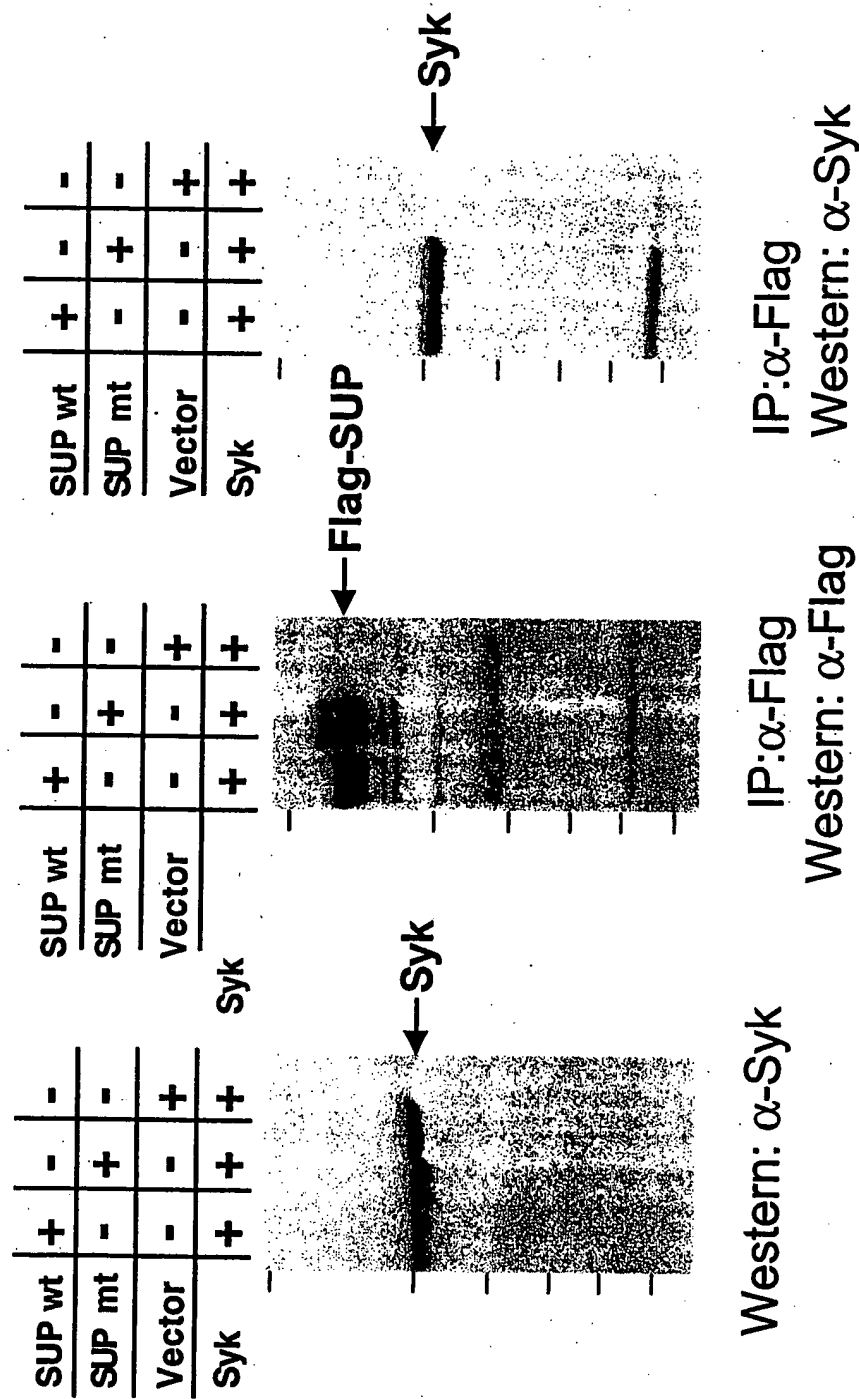 SUP wt + - -
SUP mt - + -
Vector - - +
Syk + + +
Syk
Western: α-Syk
SUP wt + - -
SUP mt - + -
Vector - - +
Syk + + +
Flag-SUP
IP:α-Flag
Western: α-Flag
SUP wt + - -
SUP mt - + -
Vector - - +
Syk + + +
Syk
IP:α-Flag
Western: α-Syk